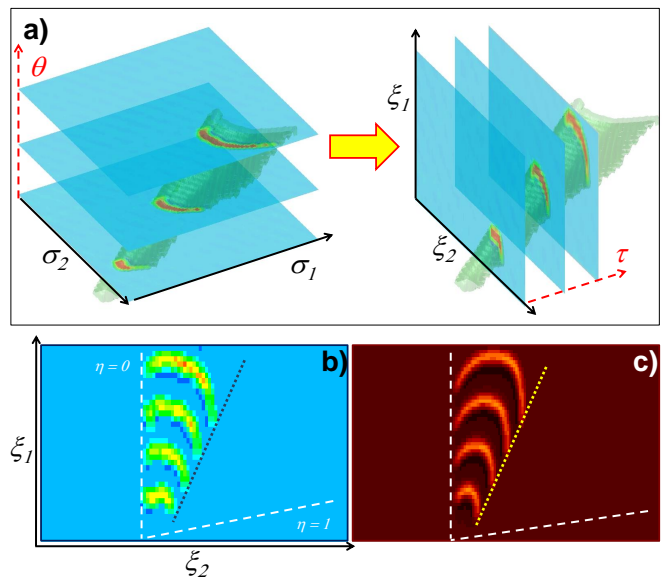 a)
θ
σ₂
σ₁
ξ₁
ξ₂
τ
b)
η = 0
η = 1
ξ₁
ξ₂
c)